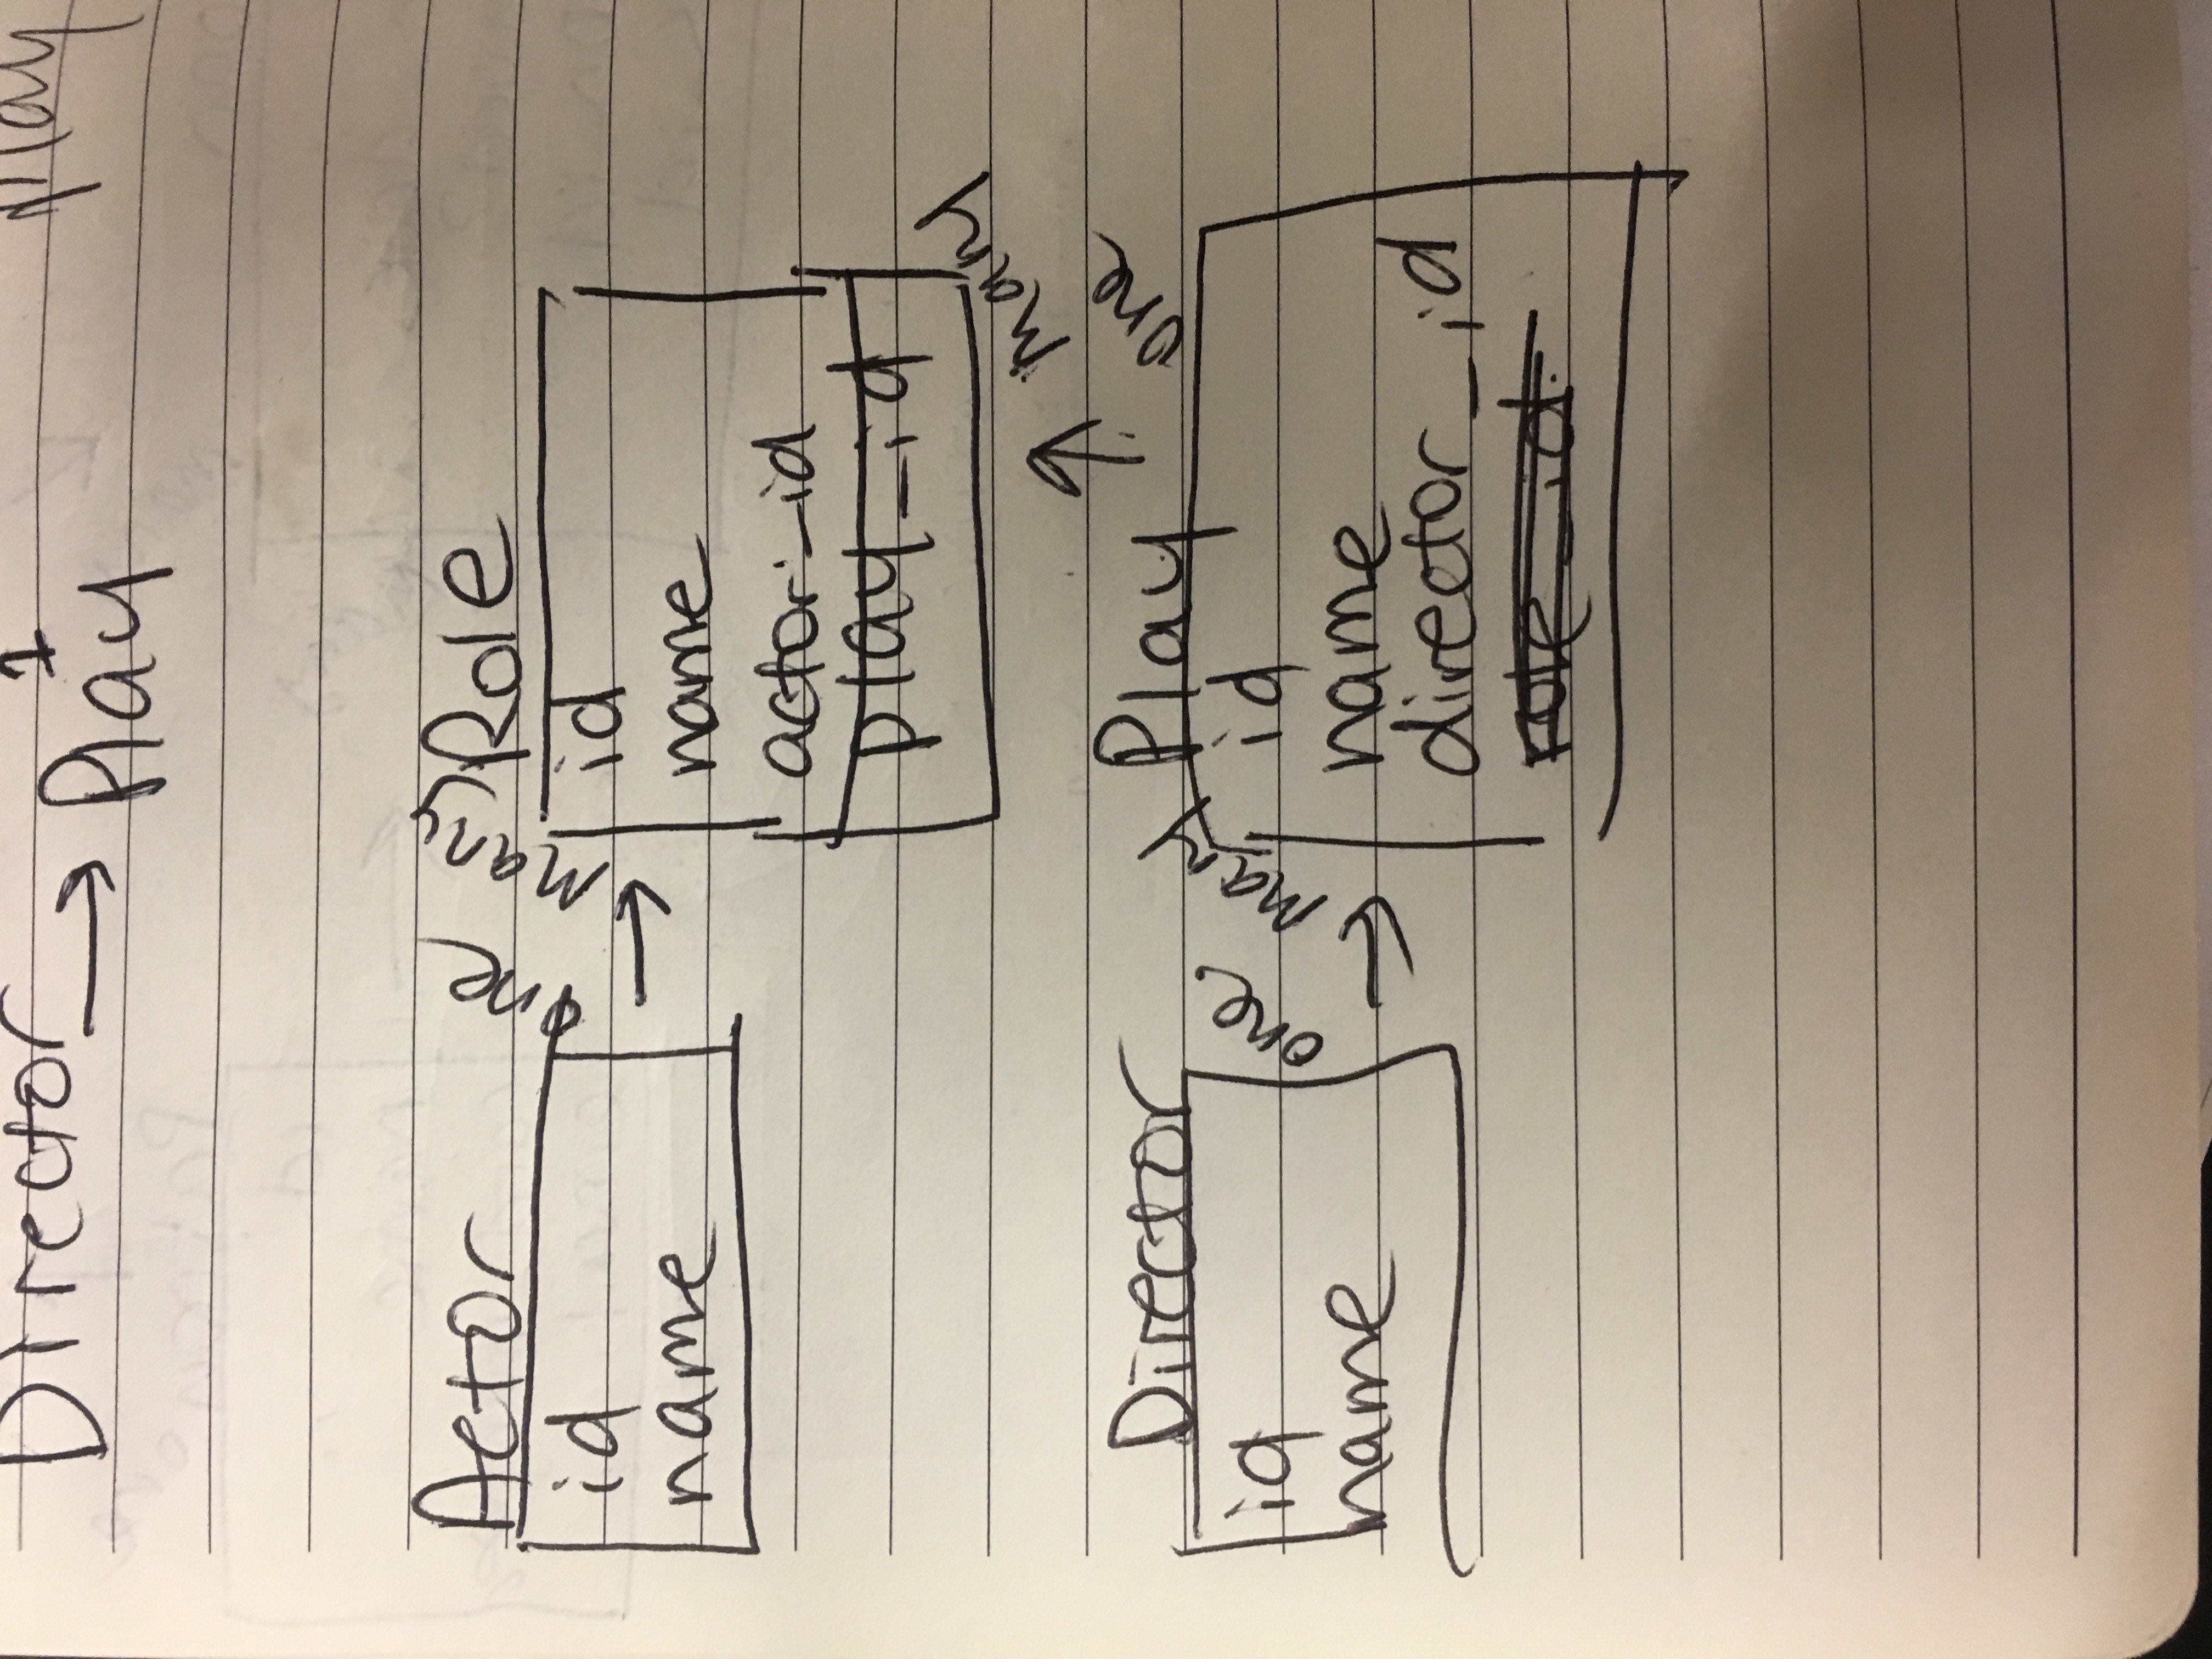 Director → 1 Play play
Actor one many Role
id
name
id
name
actor_id
play_id
many
one
Director one many Play
id
name
id
name
director_id
role_id